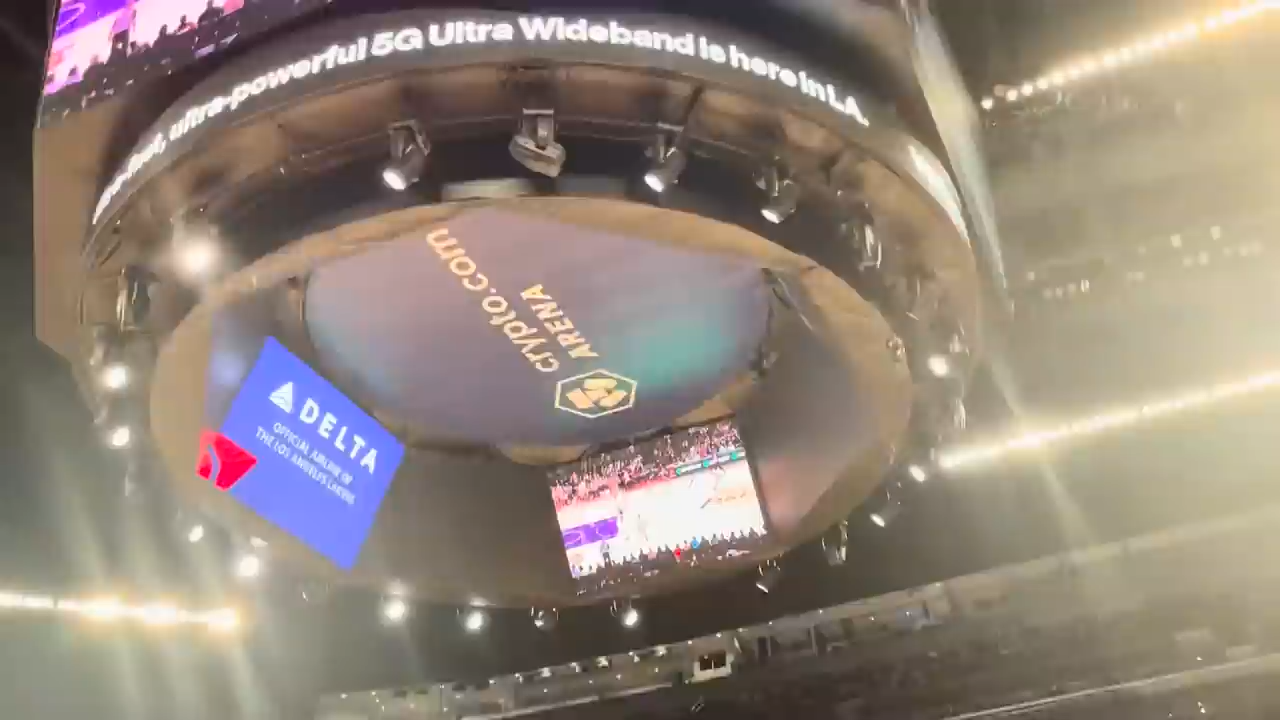 ultra-powerful 5G Ultra Wideband is here in LA.
crypto.com
ARENA
DELTA
OFFICIAL AIRLINE OF
THE LOS ANGELES LAKERS